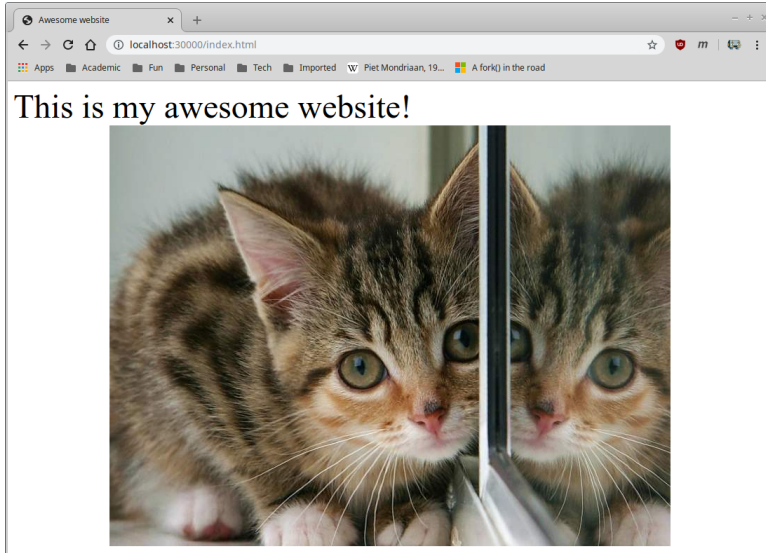 Awesome website
localhost:30000/index.html
m
Apps Academic Fun Personal Tech Imported W Piet Mondriaan, 19... A fork() in the road
This is my awesome website!